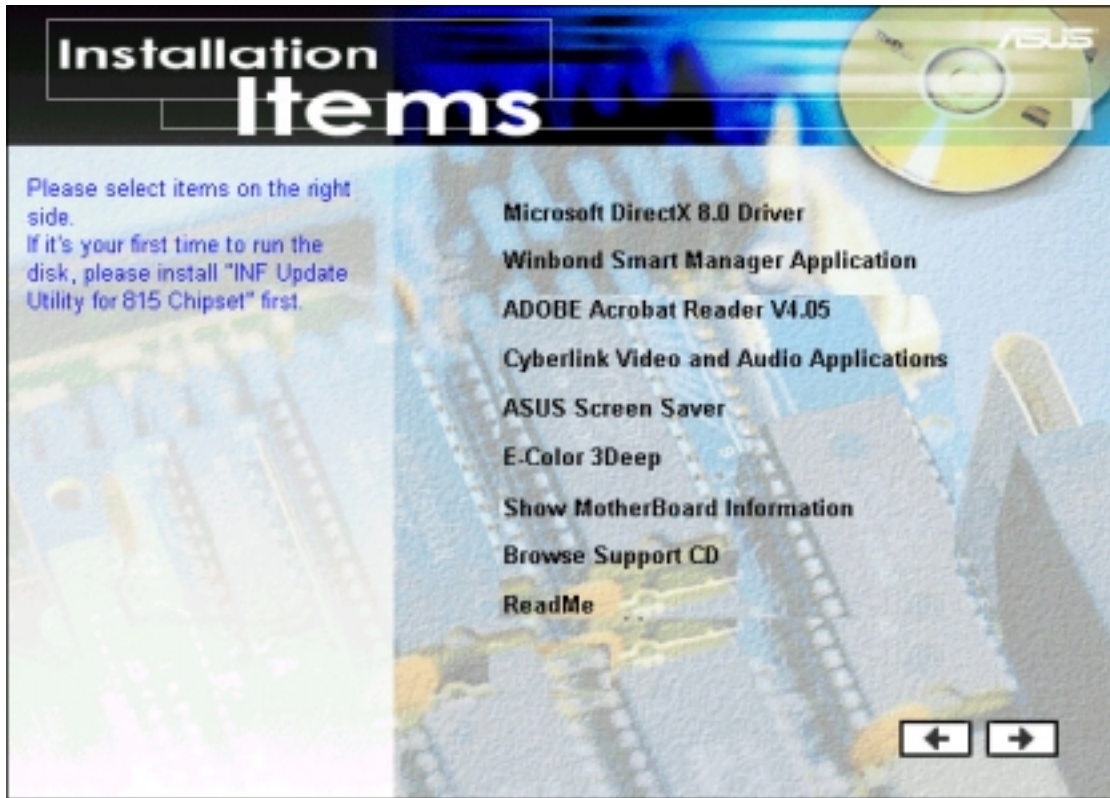 Installation
Items
ASUS
Please select items on the right
side.
If it's your first time to run the
disk, please install "INF Update
Utility for 815 Chipset" first.
Microsoft DirectX 8.0 Driver
Winbond Smart Manager Application
ADOBE Acrobat Reader V4.05
Cyberlink Video and Audio Applications
ASUS Screen Saver
E-Color 3Deep
Show MotherBoard Information
Browse Support CD
ReadMe